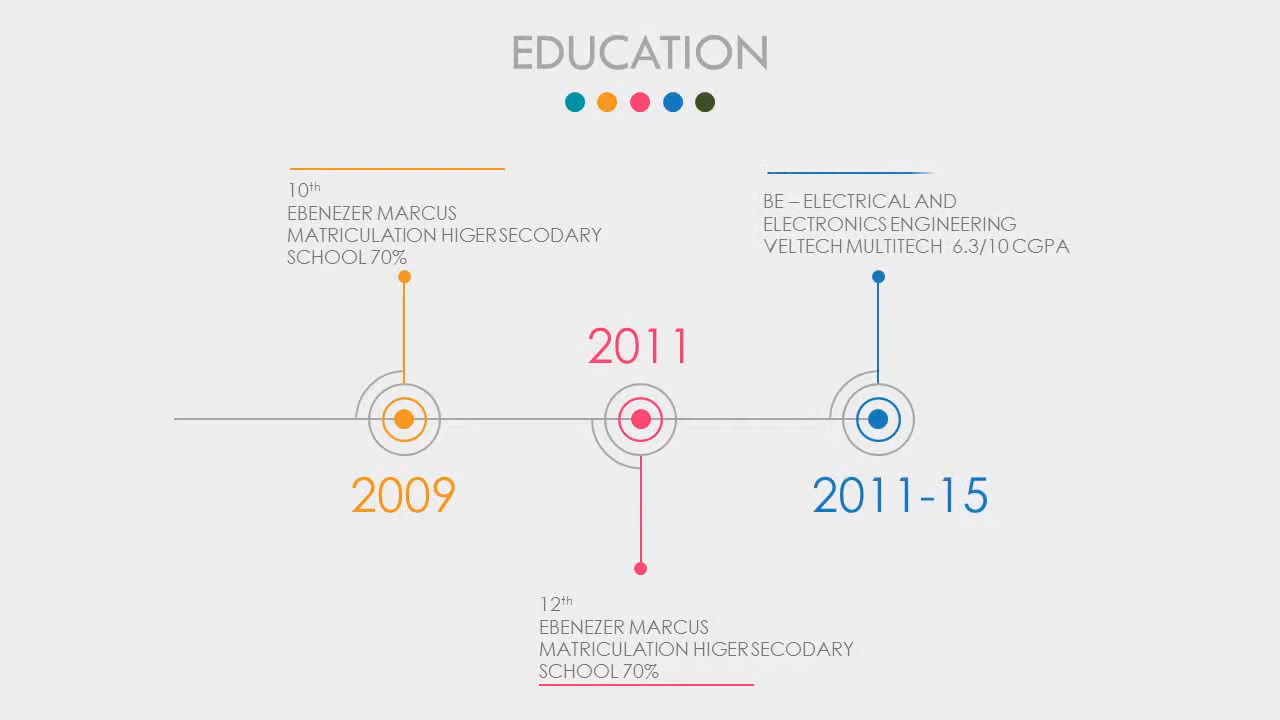 EDUCATION
10th
EBENEZER MARCUS
MATRICULATION HIGER SECODARY
SCHOOL 70%
BE – ELECTRICAL AND
ELECTRONICS ENGINEERING
VELTECH MULTITECH 6.3/10 CGPA
2011
2009
2011-15
12th
EBENEZER MARCUS
MATRICULATION HIGER SECODARY
SCHOOL 70%